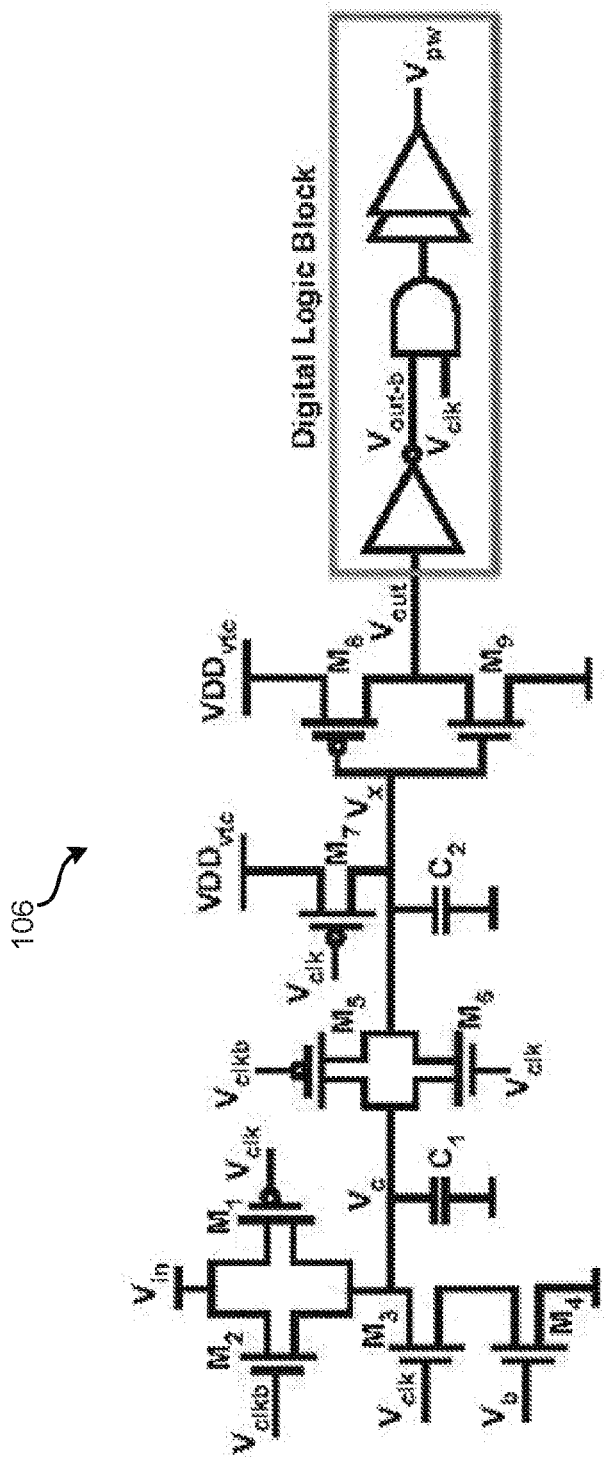 106
V_in
V_clkb
M_2
M_1
V_clk
V_clk
M_3
V_b
M_4
V_c
C_1
V_clkb
M_5
M_6
V_clk
VDD_vtc
V_clk
M_7
V_x
C_2
VDD_vtc
M_8
M_9
V_out
Digital Logic Block
V_out-b
V_clk
V_pw